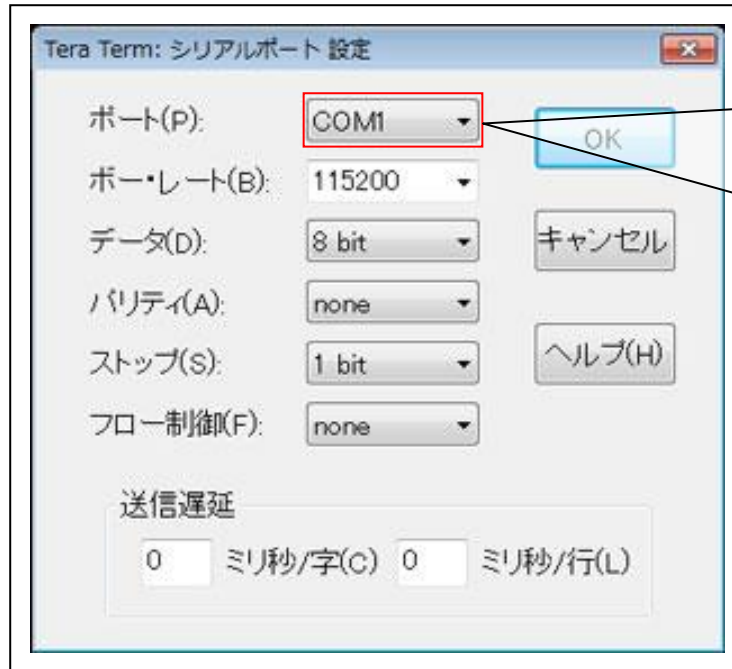 Tera Term: シリアルポート 設定
ポート(P): COM1 OK
ボー・レート(B): 115200
データ(D): 8 bit キャンセル
パリティ(A): none
ストップ(S): 1 bit ヘルプ(H)
フロー制御(F): none
送信遅延
0 ミリ秒/字(C) 0 ミリ秒/行(L)